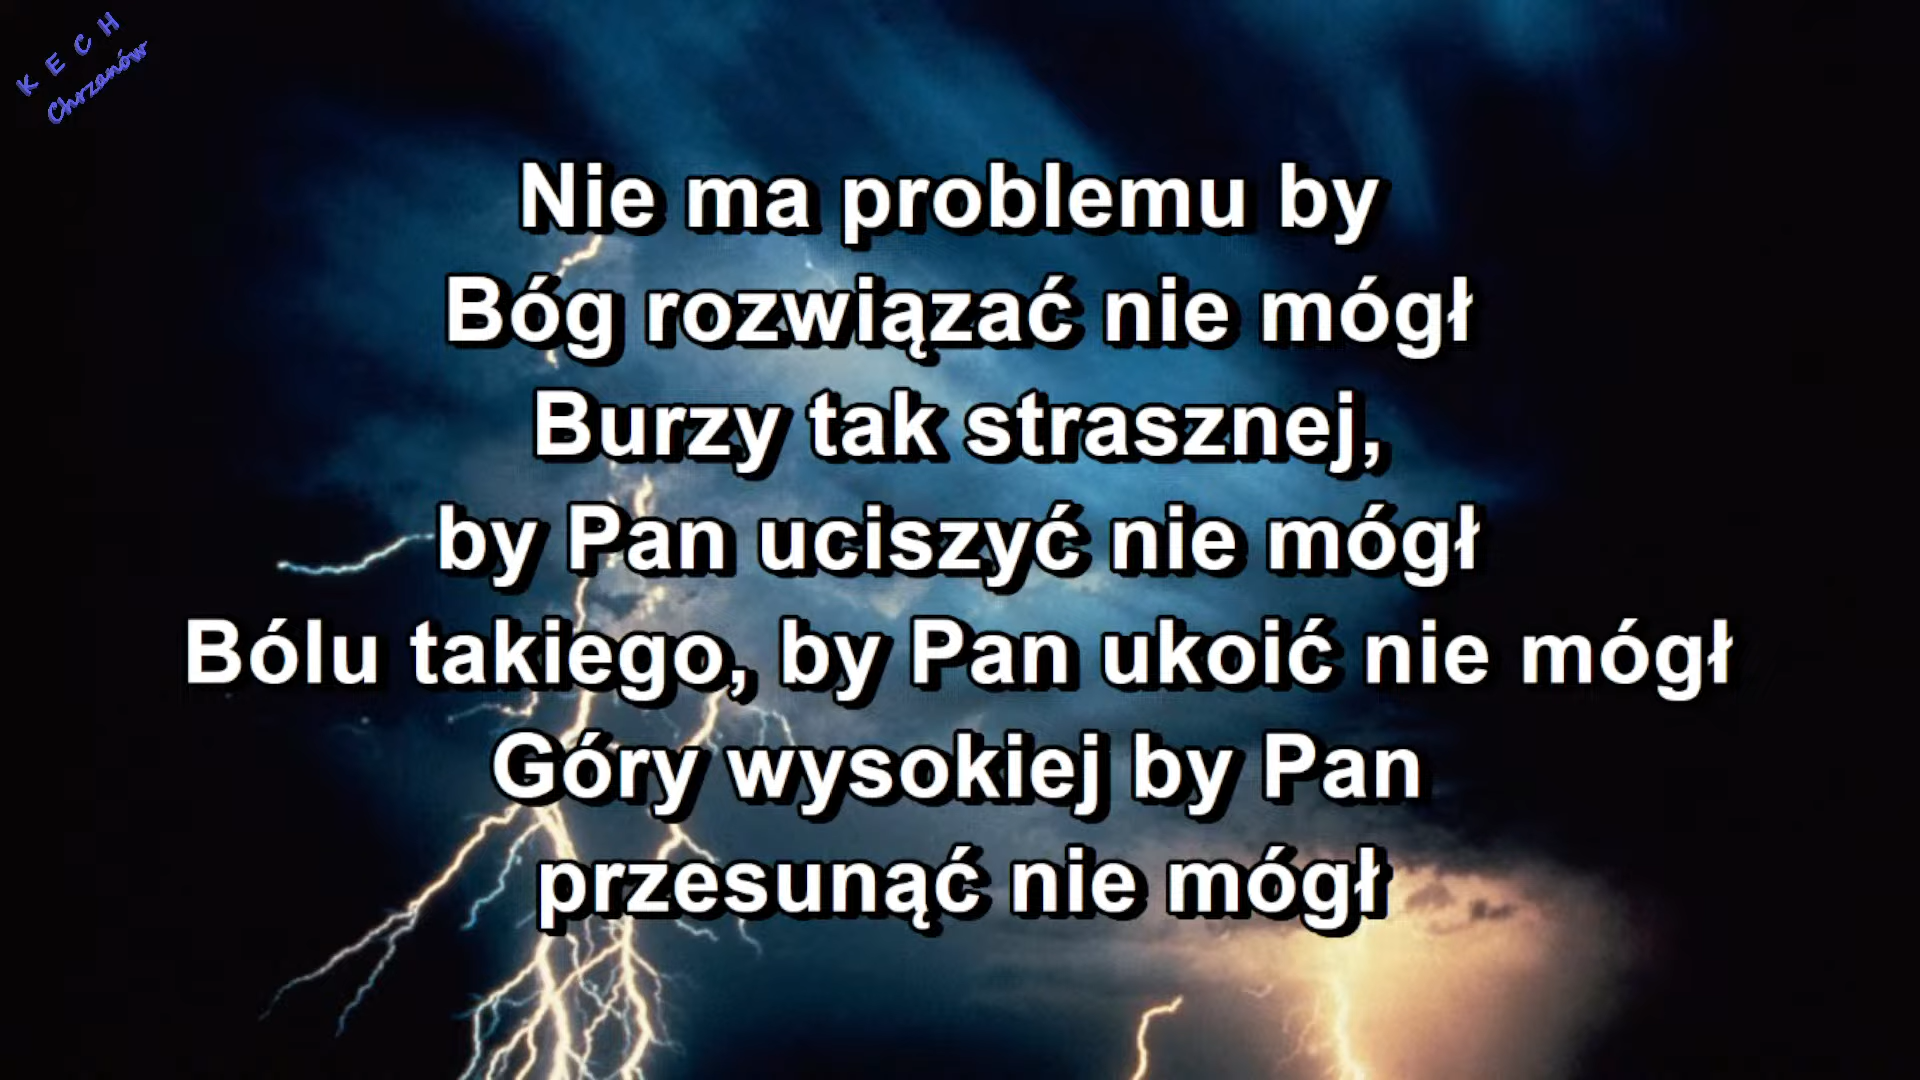 K E C H
Chrzanów
Nie ma problemu by
Bóg rozwiązać nie mógł
Burzy tak strasznej,
by Pan uciszyć nie mógł
Bólu takiego, by Pan ukoić nie mógł
Góry wysokiej by Pan
przesunąć nie mógł